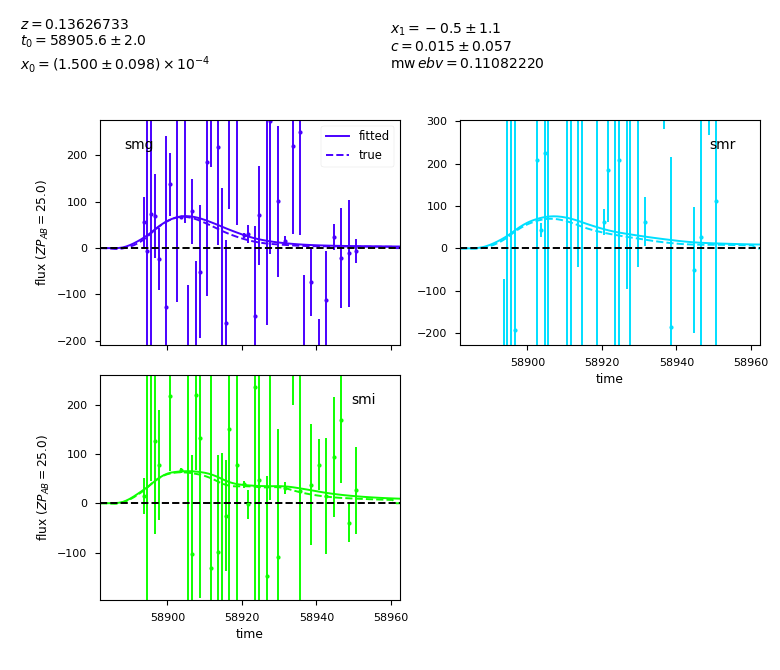 z = 0.13626733
t₀ = 58905.6 ± 2.0
x₀ = (1.500 ± 0.098) × 10⁻⁴
x₁ = −0.5 ± 1.1
c = 0.015 ± 0.057
mw ebv = 0.11082220
smg
fitted
true
200
100
0
−100
−200
flux (ZP_AB = 25.0)
smr
300
200
100
0
−100
−200
58900 58920 58940 58960
time
smi
200
100
0
−100
flux (ZP_AB = 25.0)
58900 58920 58940 58960
time